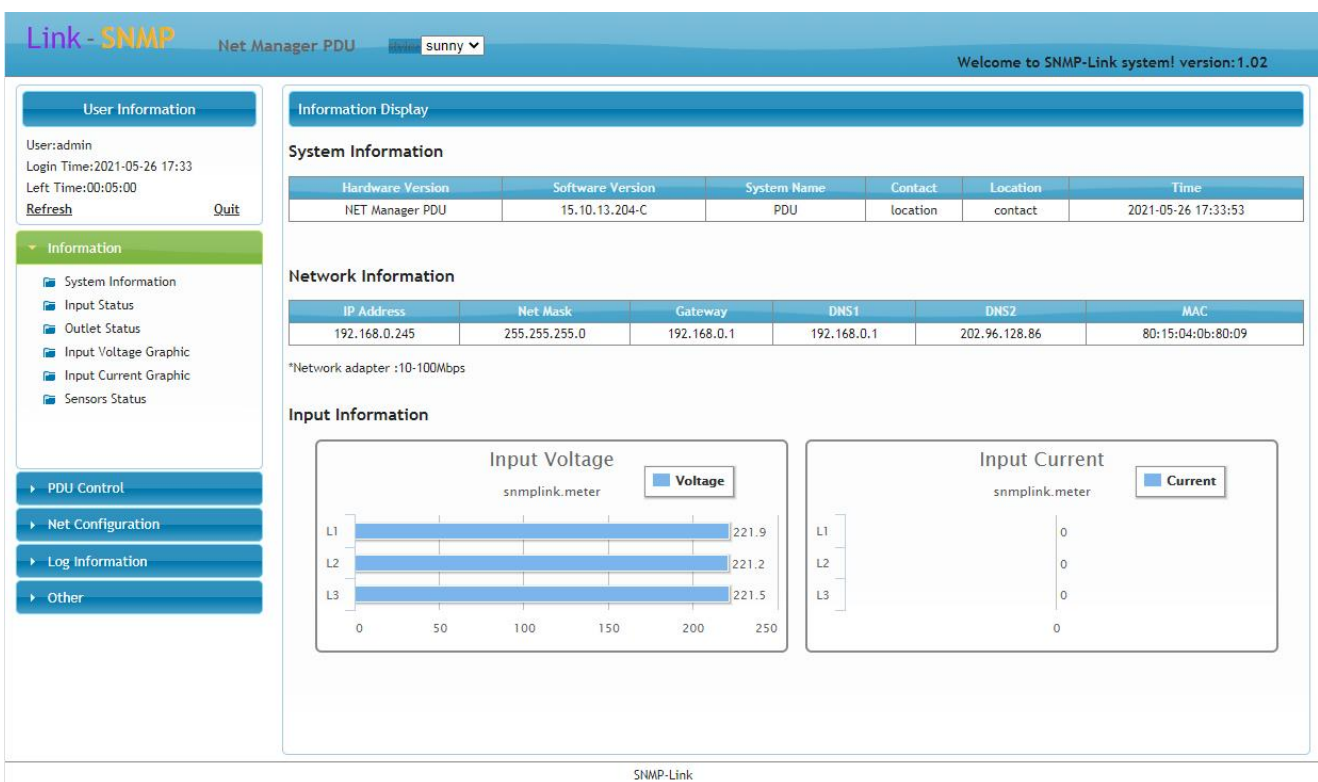 Link - SNMP
Net Manager PDU sunny
Welcome to SNMP-Link system! version:1.02
User Information
User:admin
Login Time:2021-05-26 17:33
Left Time:00:05:00
Refresh Quit
Information
System Information
Input Status
Outlet Status
Input Voltage Graphic
Input Current Graphic
Sensors Status
PDU Control
Net Configuration
Log Information
Other
Information Display
System Information
Hardware Version Software Version System Name Contact Location Time
NET Manager PDU 15.10.13.204-C PDU location contact 2021-05-26 17:33:53
Network Information
IP Address Net Mask Gateway DNS1 DNS2 MAC
192.168.0.245 255.255.255.0 192.168.0.1 192.168.0.1 202.96.128.86 80:15:04:0b:80:09
*Network adapter :10-100Mbps
Input Information
Input Voltage
snmplink.meter
Voltage
L1 221.9
L2 221.2
L3 221.5
0 50 100 150 200 250
Input Current
snmplink.meter
Current
L1 0
L2 0
L3 0
0
SNMP-Link